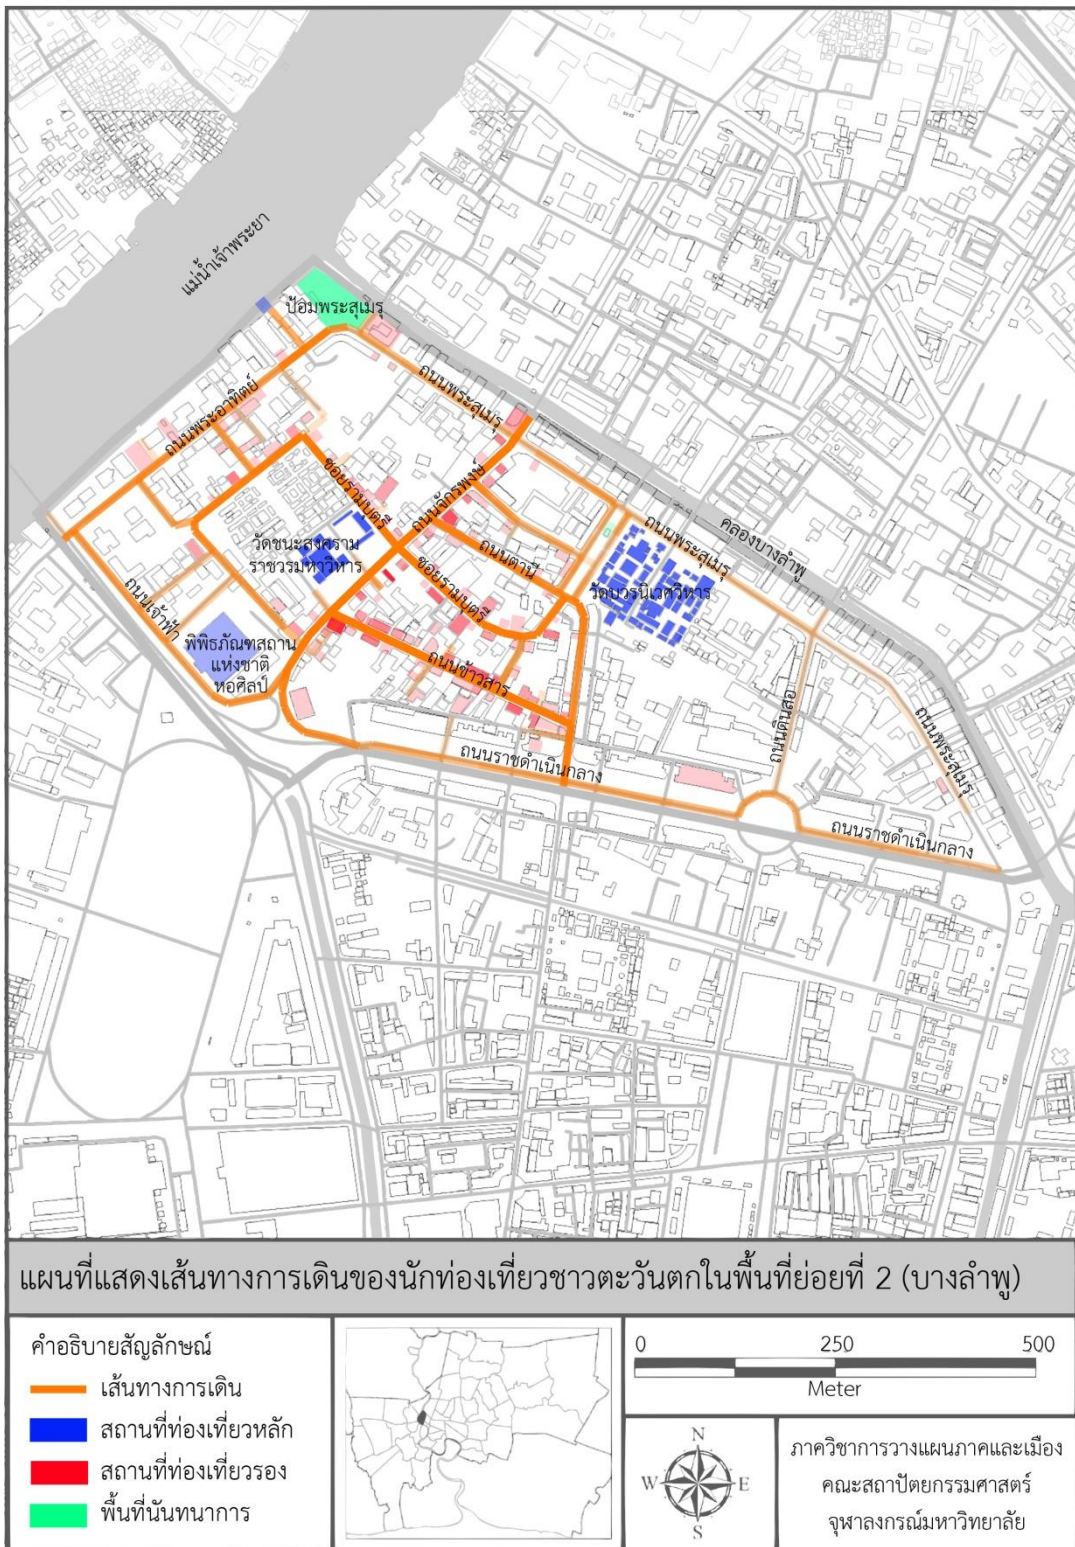 แม่น้ำเจ้าพระยา
ป้อมพระสุเมรุ
ถนนพระอาทิตย์
ถนนพระสุเมรุ
ซอยรามบุตรี
ถนนจักรพงษ์
วัดชนะสงคราม
ราชวรมหาวิหาร
ถนนตานี
ซอยรามบุตรี
ถนนพระสุเมรุ
คลองบางลำพู
วัดบวรนิเวศวิหาร
ถนนเจ้าฟ้า
พิพิธภัณฑสถาน
แห่งชาติ
หอศิลป์
ถนนข้าวสาร
ถนนดินสอ
ถนนพระสุเมรุ
ถนนราชดำเนินกลาง
ถนนราชดำเนินกลาง
แผนที่แสดงเส้นทางการเดินของนักท่องเที่ยวชาวตะวันตกในพื้นที่ย่อยที่ 2 (บางลำพู)
คำอธิบายสัญลักษณ์
เส้นทางการเดิน
สถานที่ท่องเที่ยวหลัก
สถานที่ท่องเที่ยวรอง
พื้นที่นันทนาการ
0 250 500
Meter
N
W E
S
ภาควิชาการวางแผนภาคและเมือง
คณะสถาปัตยกรรมศาสตร์
จุฬาลงกรณ์มหาวิทยาลัย